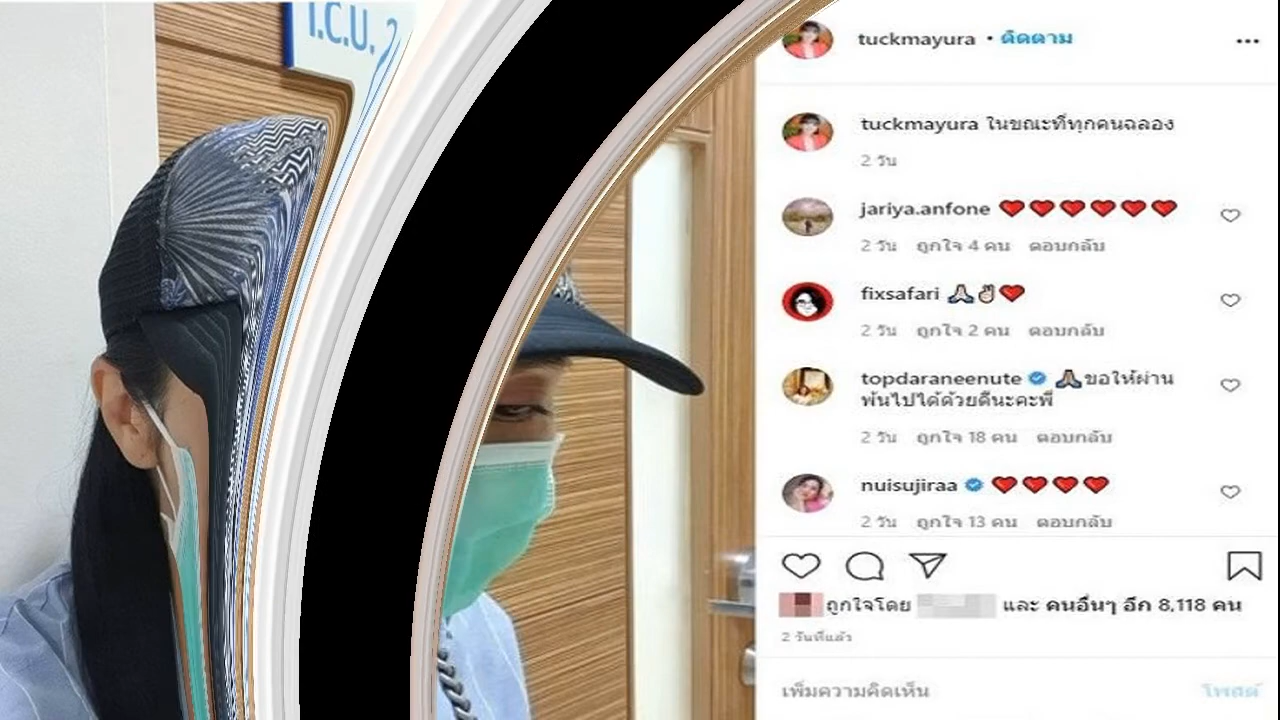 I.C.U. 2
tuckmayura • ติดตาม
tuckmayura ในขณะที่ทุกคนฉลอง
2 วัน
jariya.anfone ❤❤❤❤❤❤
2 วัน ถูกใจ 4 คน ตอบกลับ
fixsafari 🙏✌❤
2 วัน ถูกใจ 2 คน ตอบกลับ
topdaraneenute 🙏ขอให้ผ่าน
พ้นไปได้ด้วยดีนะคะพี่
2 วัน ถูกใจ 18 คน ตอบกลับ
nuisujiraa ❤❤❤❤
2 วัน ถูกใจ 13 คน ตอบกลับ
ถูกใจโดย และ คนอื่นๆ อีก 8,118 คน
2 วันที่แล้ว
เพิ่มความคิดเห็น
โพสต์